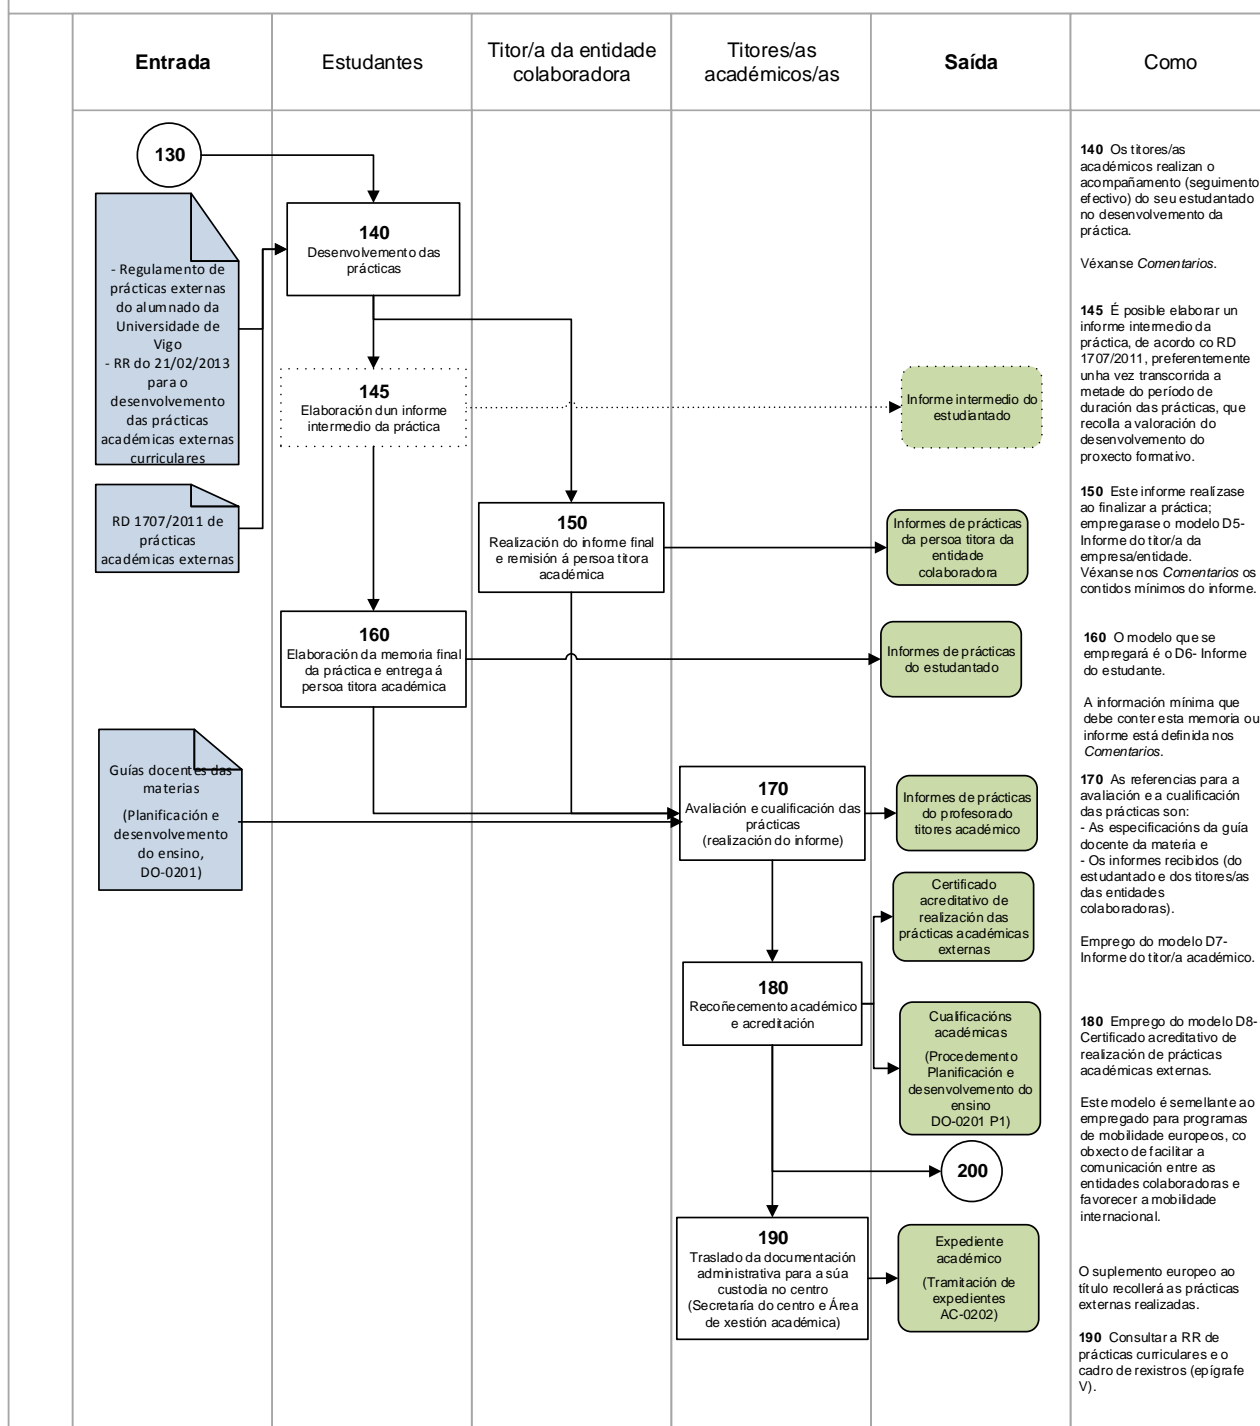 Entrada
Estudantes
Titor/a da entidade
colaboradora
Titores/as
académicos/as
Saída
Como
130
- Regulamento de
prácticas externas
do alumnado da
Universidade de
Vigo
- RR do 21/02/2013
para o
desenvolvemento
das prácticas
académicas externas
curriculares
RD 1707/2011 de
prácticas
académicas externas
Guías docentes das
materias
(Planificación e
desenvolvemento
do ensino,
DO-0201)
140
Desenvolvemento das
prácticas
145
Elaboración dun informe
intermedio da práctica
160
Elaboración da memoria final
da práctica e entrega á
persoa titora académica
150
Realización do informe final
e remisión á persoa titora
académica
170
Avaliación e cualificación das
prácticas
(realización do informe)
180
Recoñecemento académico
e acreditación
190
Traslado da documentación
administrativa para a súa
custodia no centro
(Secretaría do centro e Área
de xestión académica)
Informe intermedio do
estudiantado
Informes de prácticas
da persoa titora da
entidade
colaboradora
Informes de prácticas
do estudantado
Informes de prácticas
do profesorado
titores académico
Certificado
acreditativo de
realización das
prácticas académicas
externas
Cualificacións
académicas
(Procedemento
Planificación e
desenvolvemento do
ensino
DO-0201 P1)
200
Expediente
académico
(Tramitación de
expedientes
AC-0202)
140 Os titores/as
académicos realizan o
acompañamento (seguimento
efectivo) do seu estudantado
no desenvolvemento da
práctica.
Véxanse Comentarios.
145 É posible elaborar un
informe intermedio da
práctica, de acordo co RD
1707/2011, preferentemente
unha vez transcorrida a
metade do período de
duración das prácticas, que
recolla a valoración do
desenvolvemento do
proxecto formativo.
150 Este informe realízase
ao finalizar a práctica;
empregarase o modelo D5-
Informe do titor/a da
empresa/entidade.
Véxanse nos Comentarios os
contidos mínimos do informe.
160 O modelo que se
empregará é o D6- Informe
do estudante.
A información mínima que
debe conter esta memoria ou
informe está definida nos
Comentarios.
170 As referencias para a
avaliación e a cualificación
das prácticas son:
- As especificacións da guía
docente da materia e
- Os informes recibidos (do
estudantado e dos titores/as
das entidades
colaboradoras).
Emprego do modelo D7-
Informe do titor/a académico.
180 Emprego do modelo D8-
Certificado acreditativo de
realización de prácticas
académicas externas.
Este modelo é semellante ao
empregado para programas
de mobilidade europeos, co
obxecto de facilitar a
comunicación entre as
entidades colaboradoras e
favorecer a mobilidade
internacional.
O suplemento europeo ao
título recollerá as prácticas
externas realizadas.
190 Consultar a RR de
prácticas curriculares e o
cadro de rexistros (epígrafe
V).